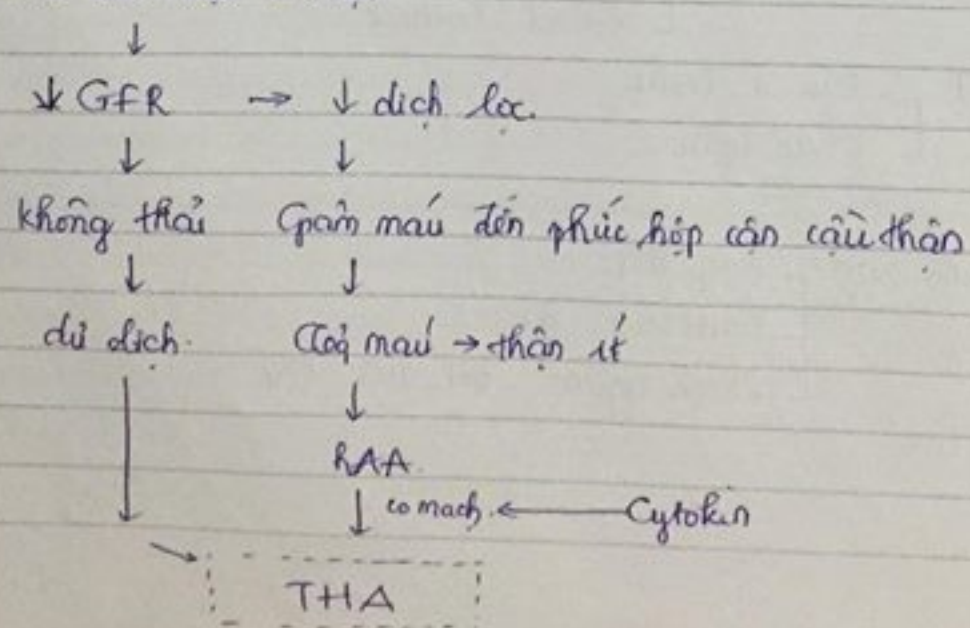 ↓
↓ GFR → ↓ dịch lọc.
↓ ↓
không thải Giảm máu đến phức hợp cận cầu thận
↓ ↓
dư dịch. máu → thận ít
↓
RAA.
↓ co mạch. ← Cytokin
THA